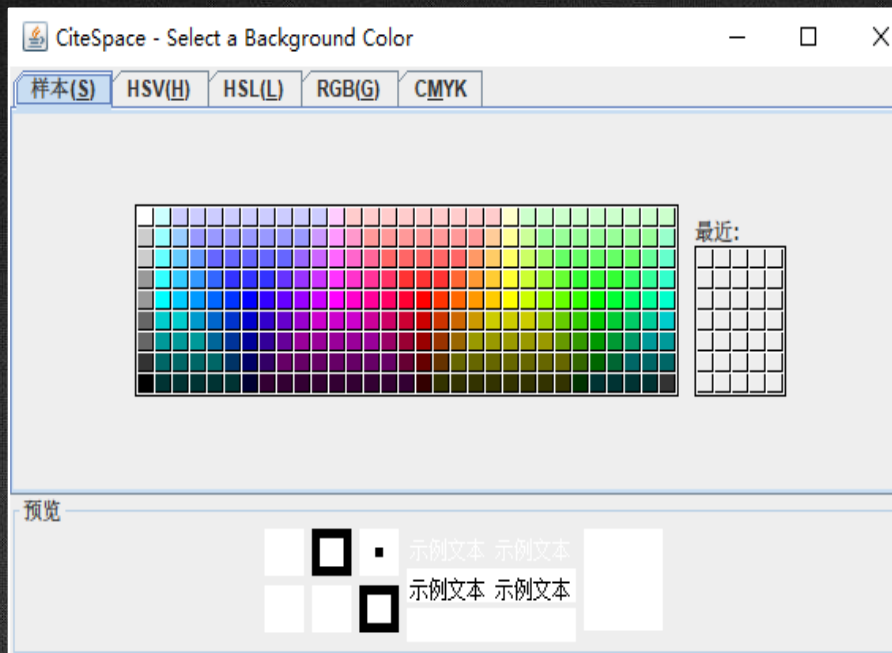 CiteSpace - Select a Background Color
样本(S) HSV(H) HSL(L) RGB(G) CMYK
最近:
预览
示例文本 示例文本
示例文本 示例文本